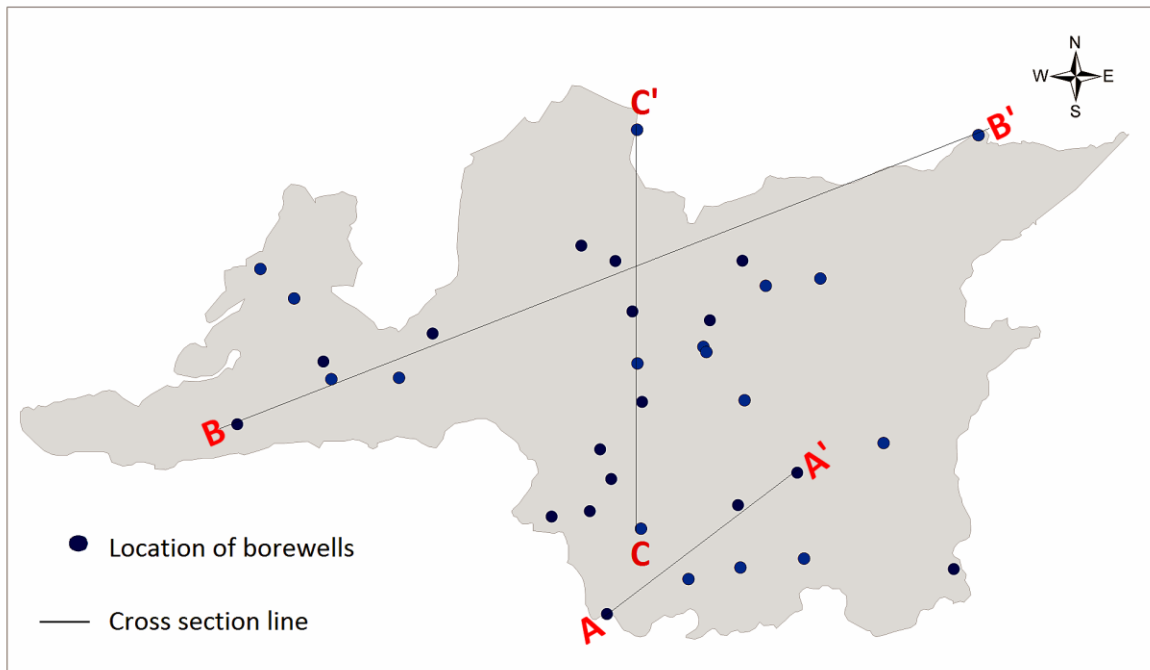 N
W E
S
C'
B'
B
A'
C
A
Location of borewells
Cross section line